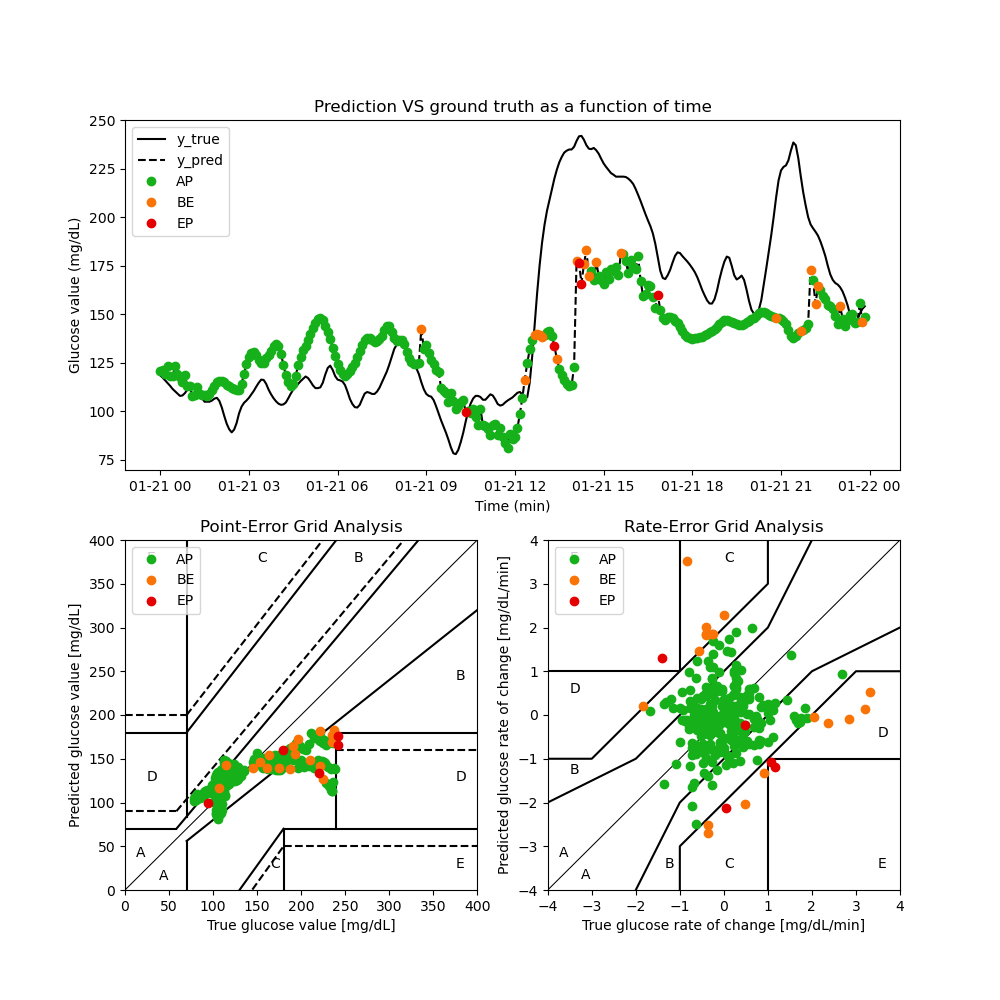 Prediction VS ground truth as a function of time
Glucose value (mg/dL)
250
225
200
175
150
125
100
75
y_true
y_pred
AP
BE
EP
01-21 00 01-21 03 01-21 06 01-21 09 01-21 12 01-21 15 01-21 18 01-21 21 01-22 00
Time (min)
Point-Error Grid Analysis
Predicted glucose value [mg/dL]
400
350
300
250
200
150
100
50
0
AP
BE
EP
C B
B
D D
A
A C E
0 50 100 150 200 250 300 350 400
True glucose value [mg/dL]
Rate-Error Grid Analysis
Predicted glucose rate of change [mg/dL/min]
4
3
2
1
0
−1
−2
−3
−4
AP
BE
EP
C
D
D
B
A
A B C E
−4 −3 −2 −1 0 1 2 3 4
True glucose rate of change [mg/dL/min]